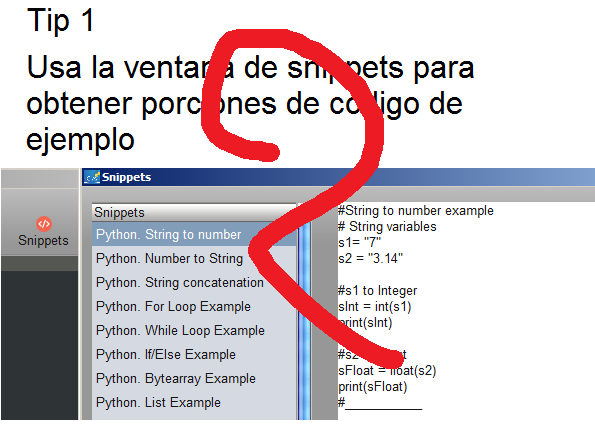 Tip 1
Usa la ventana de snippets para
obtener porciones de código de
ejemplo
Snippets
Snippets
Snippets
Python. String to number
Python. Number to String
Python. String concatenation
Python. For Loop Example
Python. While Loop Example
Python. If/Else Example
Python. Bytearray Example
Python. List Example
#String to number example
# String variables
s1= "7"
s2 = "3.14"
#s1 to Integer
sInt = int(s1)
print(sInt)
#s2
sFloat = float(s2)
print(sFloat)
#___________